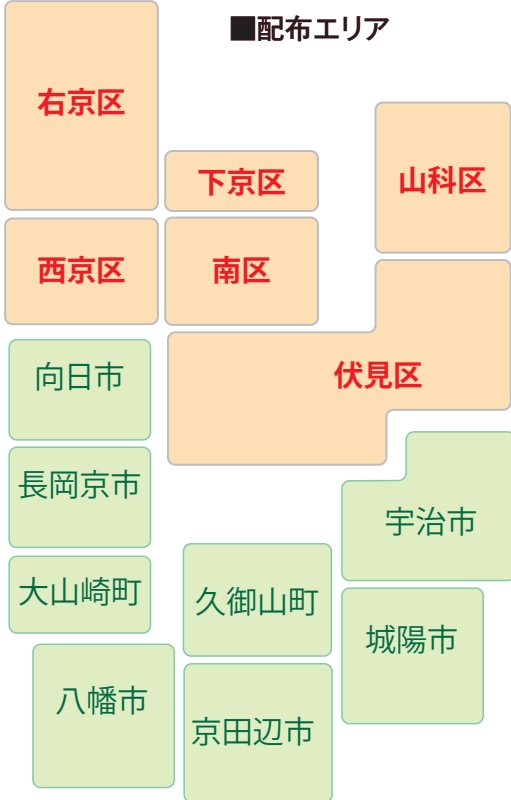 ■配布エリア
右京区
下京区
山科区
西京区
南区
伏見区
向日市
長岡京市
宇治市
大山崎町
久御山町
城陽市
八幡市
京田辺市